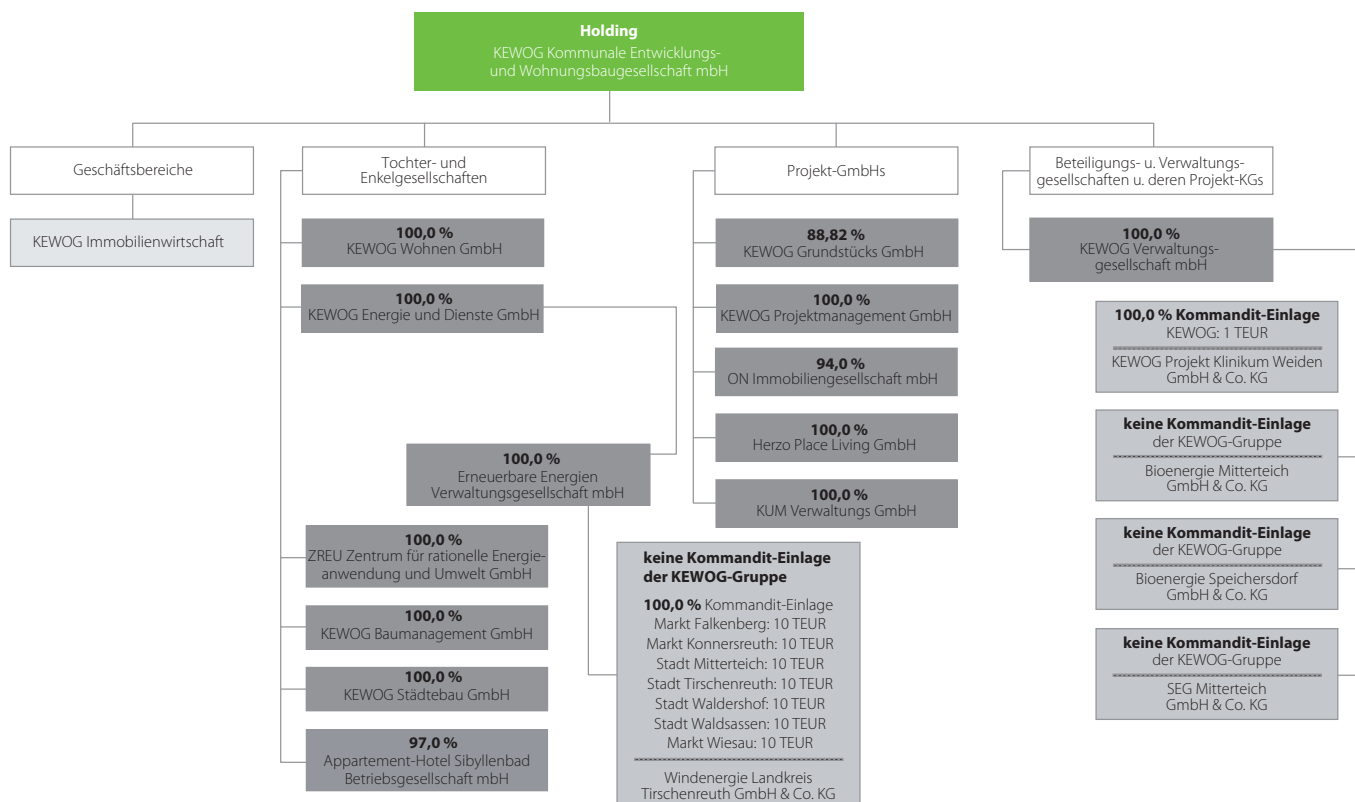 Holding
KEWOG Kommunale Entwicklungs-
und Wohnungsbaugesellschaft mbH
Geschäftsbereiche
KEWOG Immobilienwirtschaft
Tochter- und
Enkelgesellschaften
100,0 %
KEWOG Wohnen GmbH
100,0 %
KEWOG Energie und Dienste GmbH
100,0 %
Erneuerbare Energien
Verwaltungsgesellschaft mbH
100,0 %
ZREU Zentrum für rationelle Energie-
anwendung und Umwelt GmbH
100,0 %
KEWOG Baumanagement GmbH
100,0 %
KEWOG Städtebau GmbH
97,0 %
Appartement-Hotel Sibyllenbad
Betriebsgesellschaft mbH
keine Kommandit-Einlage
der KEWOG-Gruppe
100,0 % Kommandit-Einlage
Markt Falkenberg: 10 TEUR
Markt Konnersreuth: 10 TEUR
Stadt Mitterteich: 10 TEUR
Stadt Tirschenreuth: 10 TEUR
Stadt Waldershof: 10 TEUR
Stadt Waldsassen: 10 TEUR
Markt Wiesau: 10 TEUR
Windenergie Landkreis
Tirschenreuth GmbH & Co. KG
Projekt-GmbHs
88,82 %
KEWOG Grundstücks GmbH
100,0 %
KEWOG Projektmanagement GmbH
94,0 %
ON Immobiliengesellschaft mbH
100,0 %
Herzo Place Living GmbH
100,0 %
KUM Verwaltungs GmbH
Beteiligungs- u. Verwaltungs-
gesellschaften u. deren Projekt-KGs
100,0 %
KEWOG Verwaltungs-
gesellschaft mbH
100,0 % Kommandit-Einlage
KEWOG: 1 TEUR
KEWOG Projekt Klinikum Weiden
GmbH & Co. KG
keine Kommandit-Einlage
der KEWOG-Gruppe
Bioenergie Mitterteich
GmbH & Co. KG
keine Kommandit-Einlage
der KEWOG-Gruppe
Bioenergie Speichersdorf
GmbH & Co. KG
keine Kommandit-Einlage
der KEWOG-Gruppe
SEG Mitterteich
GmbH & Co. KG